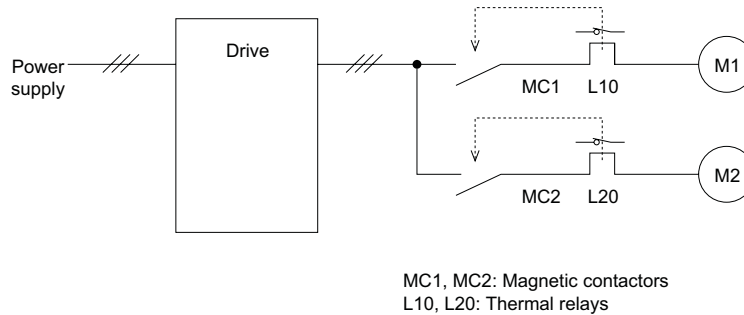 Power
supply
Drive
MC1
L10
M1
MC2
L20
M2
MC1, MC2: Magnetic contactors
L10, L20: Thermal relays